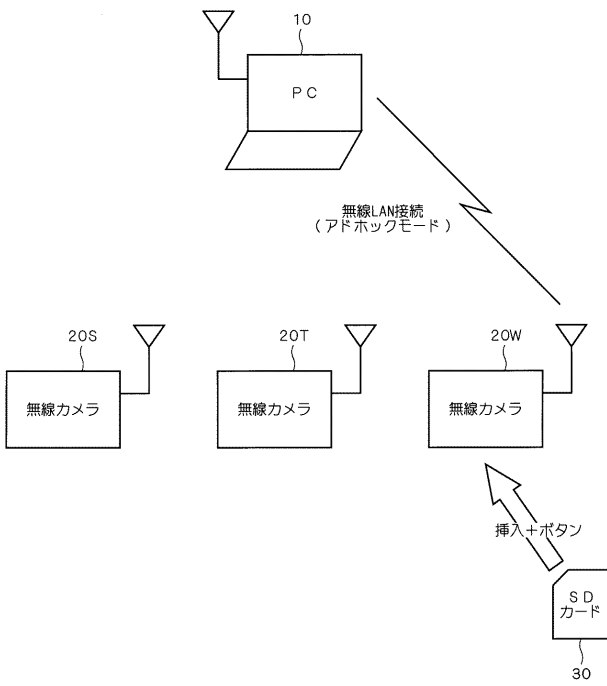 10
PC
無線LAN接続
(アドホックモード)
20S
20T
20W
無線カメラ
無線カメラ
無線カメラ
挿入+ボタン
SD
カード
30